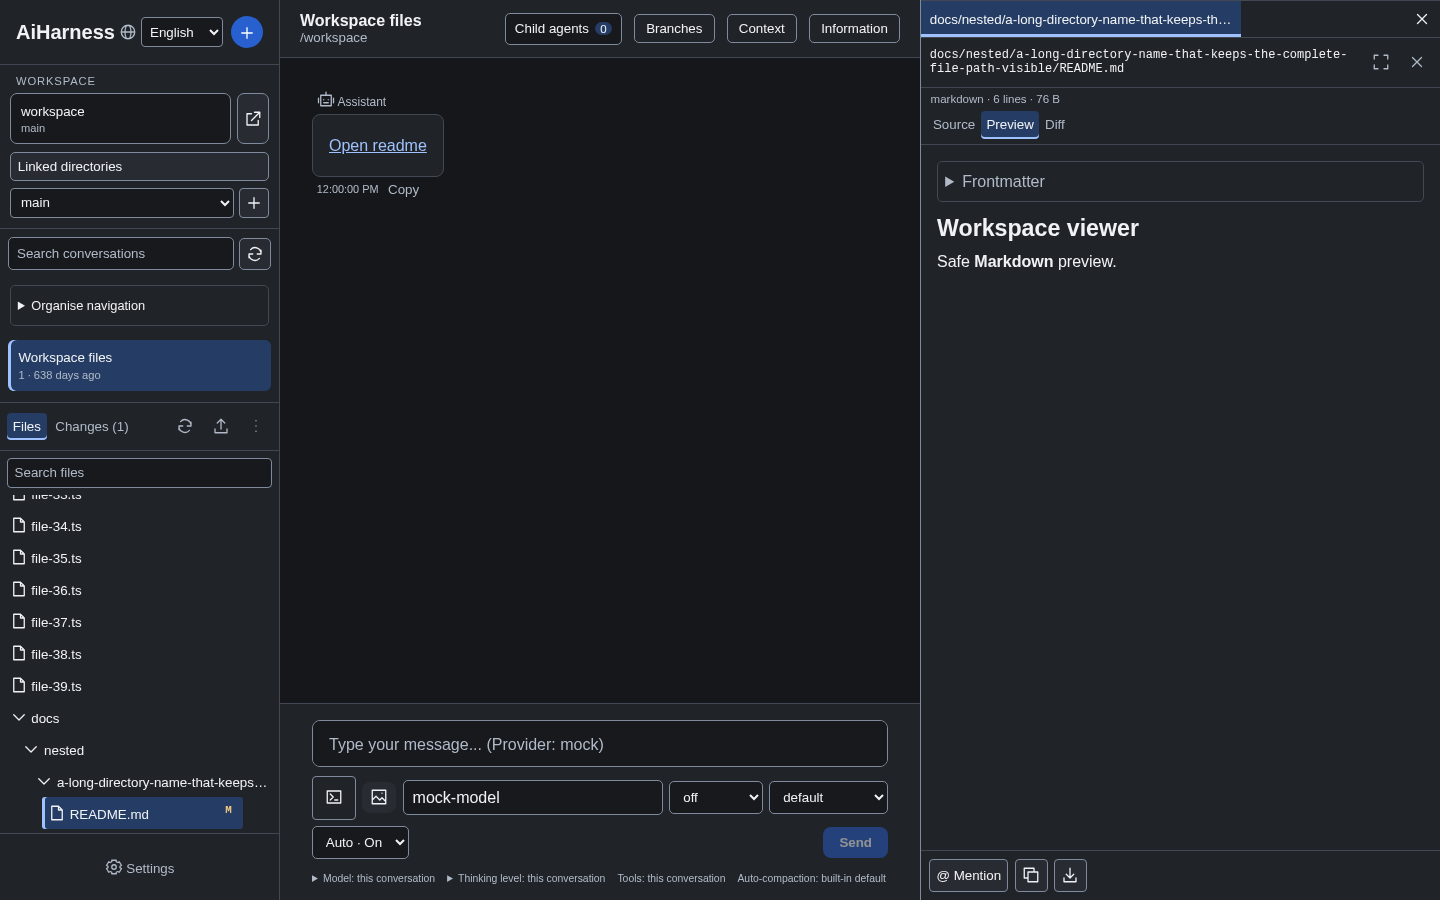 AiHarness
English
WORKSPACE
workspace
main
Linked directories
main
Search conversations
Organise navigation
Workspace files
1 · 638 days ago
Files
Changes (1)
Search files
file-33.ts
file-34.ts
file-35.ts
file-36.ts
file-37.ts
file-38.ts
file-39.ts
docs
nested
a-long-directory-name-that-keeps…
README.md
M
Settings
Workspace files
/workspace
Child agents 0
Branches
Context
Information
Assistant
Open readme
12:00:00 PM Copy
Type your message... (Provider: mock)
mock-model
off
default
Auto · On
Send
Model: this conversation
Thinking level: this conversation
Tools: this conversation
Auto-compaction: built-in default
docs/nested/a-long-directory-name-that-keeps-th…
docs/nested/a-long-directory-name-that-keeps-the-complete-
file-path-visible/README.md
markdown · 6 lines · 76 B
Source
Preview
Diff
Frontmatter
Workspace viewer
Safe Markdown preview.
@ Mention